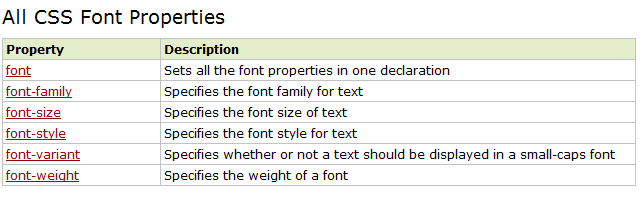 All CSS Font Properties
Property Description
font Sets all the font properties in one declaration
font-family Specifies the font family for text
font-size Specifies the font size of text
font-style Specifies the font style for text
font-variant Specifies whether or not a text should be displayed in a small-caps font
font-weight Specifies the weight of a font